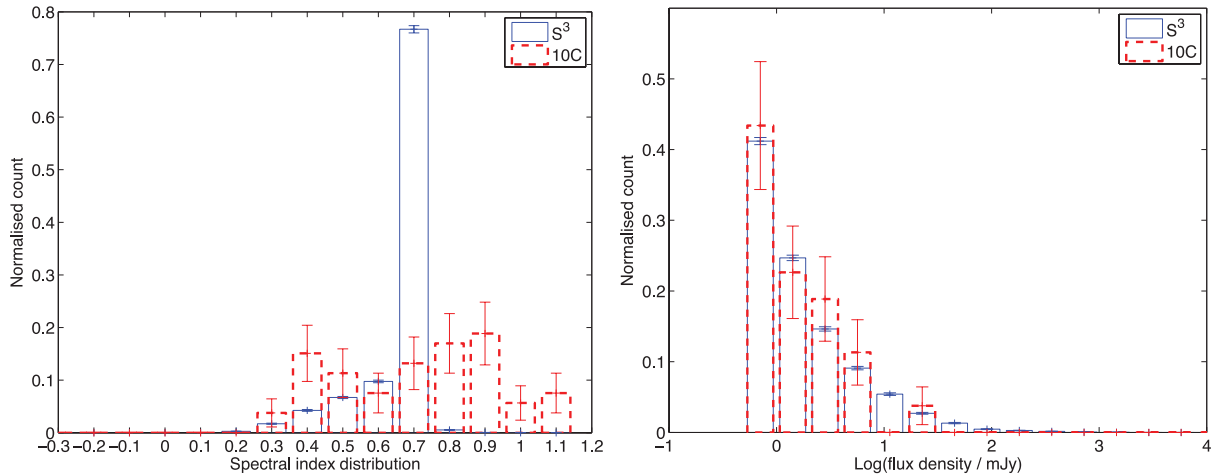 0.8
0.7
0.6
0.5
0.4
0.3
0.2
0.1
0
Normalised count
−0.3 −0.2 −0.1 0 0.1 0.2 0.3 0.4 0.5 0.6 0.7 0.8 0.9 1 1.1 1.2
Spectral index distribution
S³
10C
0.5
0.4
0.3
0.2
0.1
0
Normalised count
−1 0 1 2 3 4
Log(flux density / mJy)
S³
10C